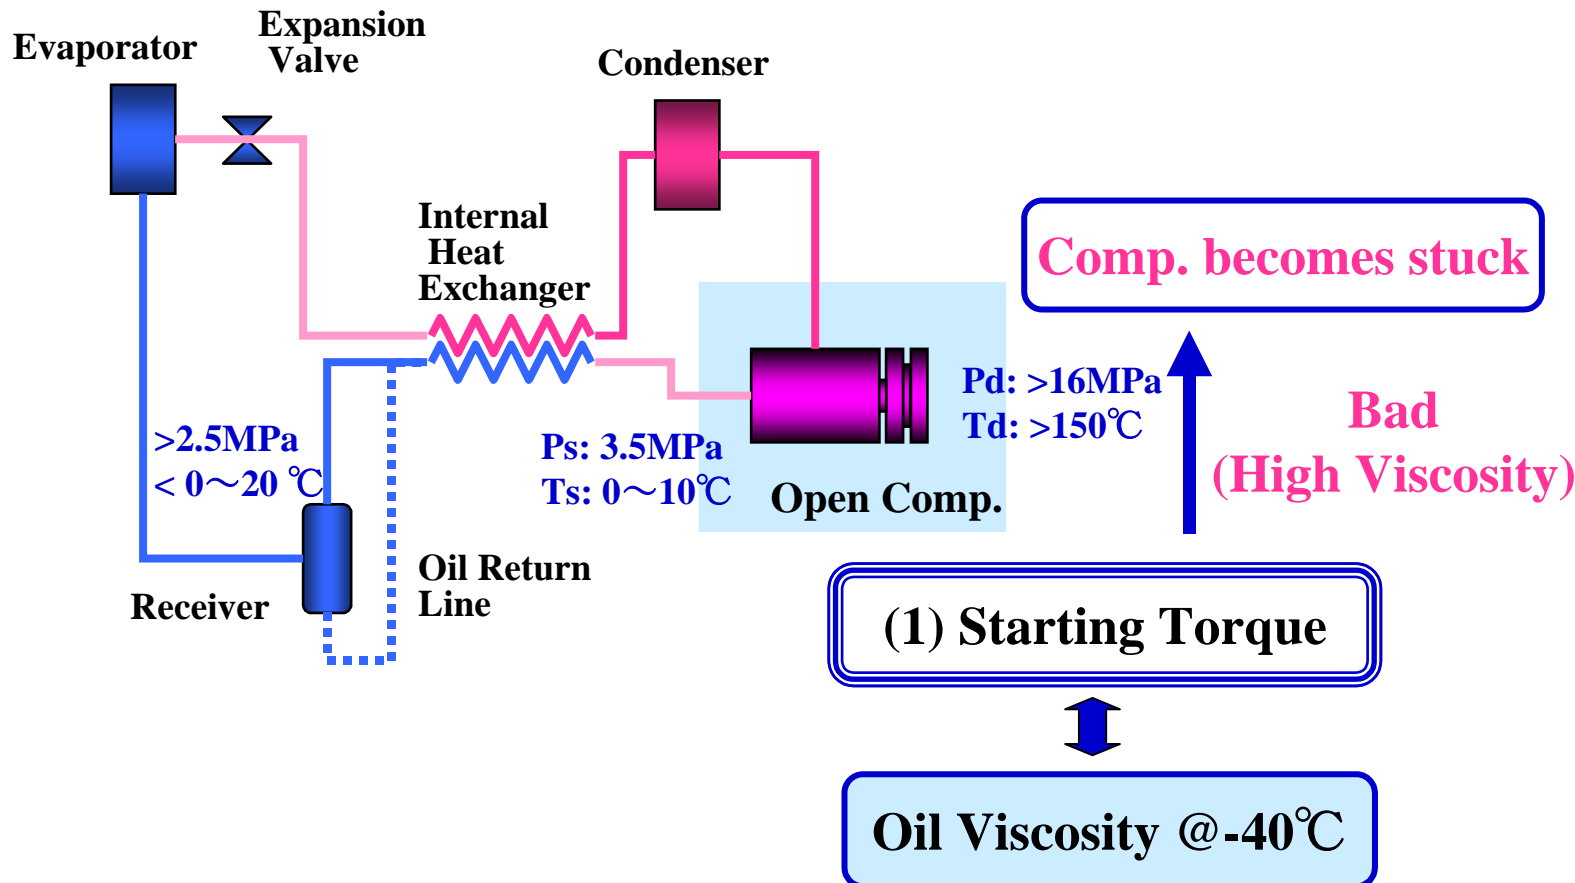 Expansion
Valve
Evaporator
Condenser
Internal
Heat
Exchanger
Comp. becomes stuck
Pd: >16MPa
Td: >150℃
Bad
(High Viscosity)
>2.5MPa
< 0～20 ℃
Ps: 3.5MPa
Ts: 0～10℃
Open Comp.
Oil Return
Line
Receiver
(1) Starting Torque
Oil Viscosity @-40℃